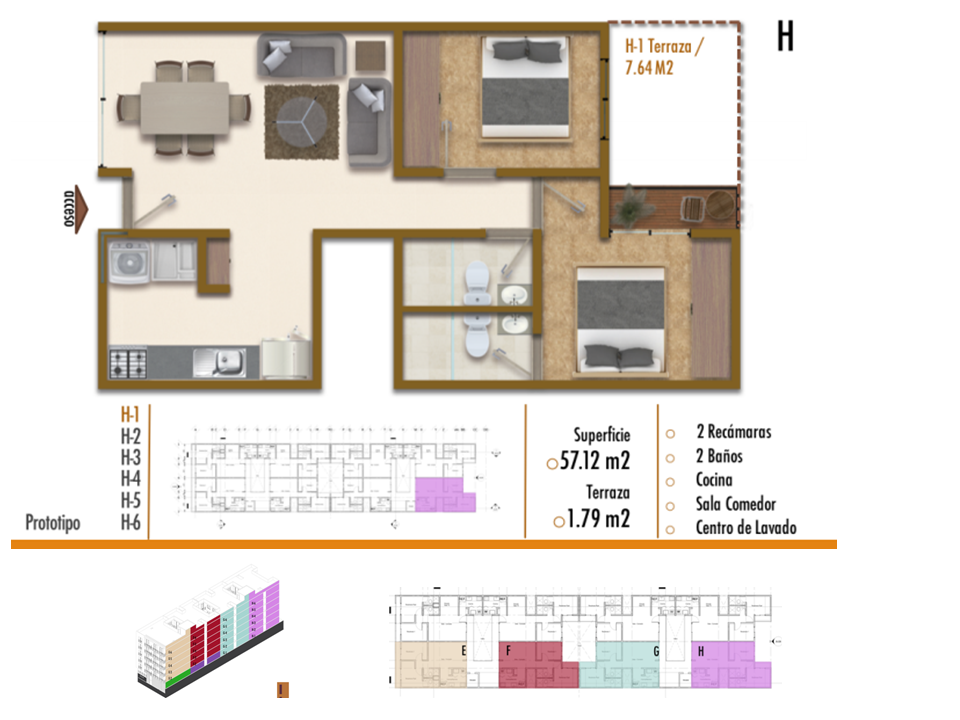 H
H-1 Terraza /
7.64 M2
acceso
H-1
H-2
H-3
H-4
H-5
Prototipo H-6
Superficie
57.12 m2
Terraza
1.79 m2
2 Recámaras
2 Baños
Cocina
Sala Comedor
Centro de Lavado
E F G H